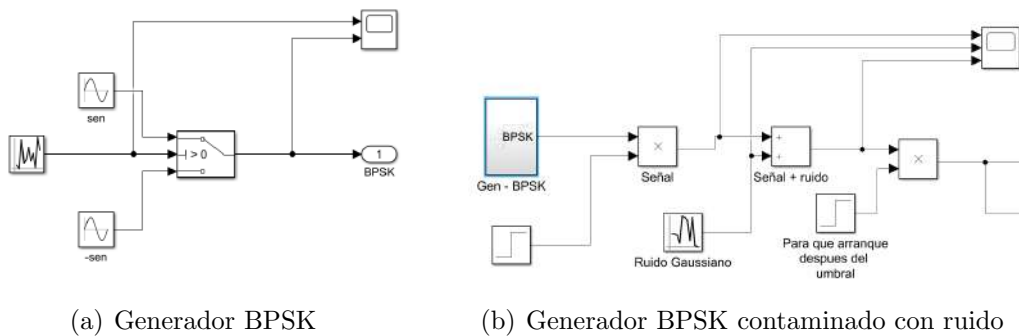 sen
> 0
1
BPSK
-sen
(a) Generador BPSK
BPSK
Gen - BPSK
×
Señal
+
+
Señal + ruido
×
Ruido Gaussiano
Para que arranque
despues del
umbral
(b) Generador BPSK contaminado con ruido